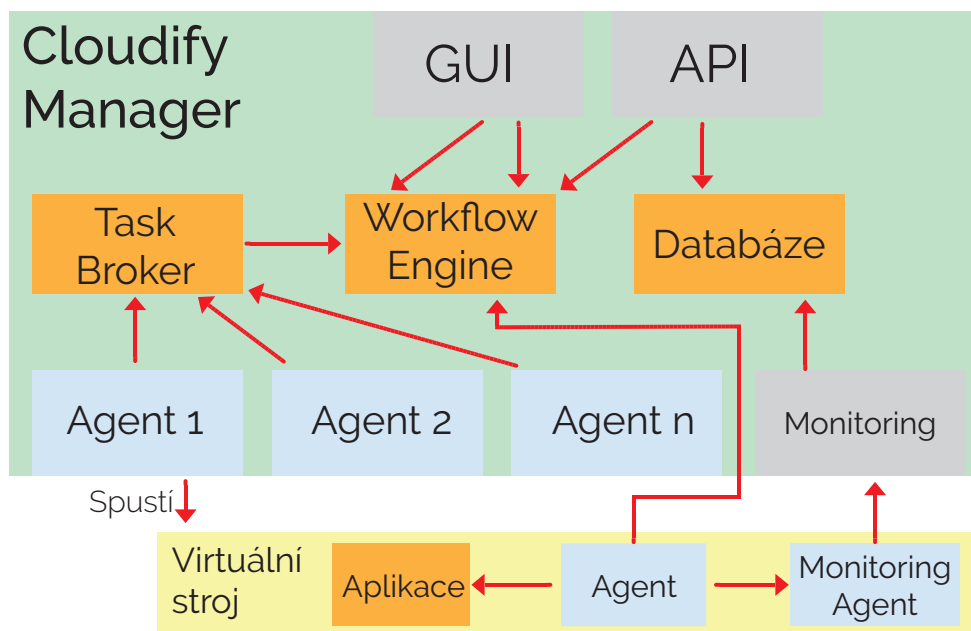 Cloudify
Manager
GUI
API
Task
Broker
Workflow
Engine
Databáze
Agent 1
Agent 2
Agent n
Monitoring
Spustí
Virtuální
stroj
Aplikace
Agent
Monitoring
Agent